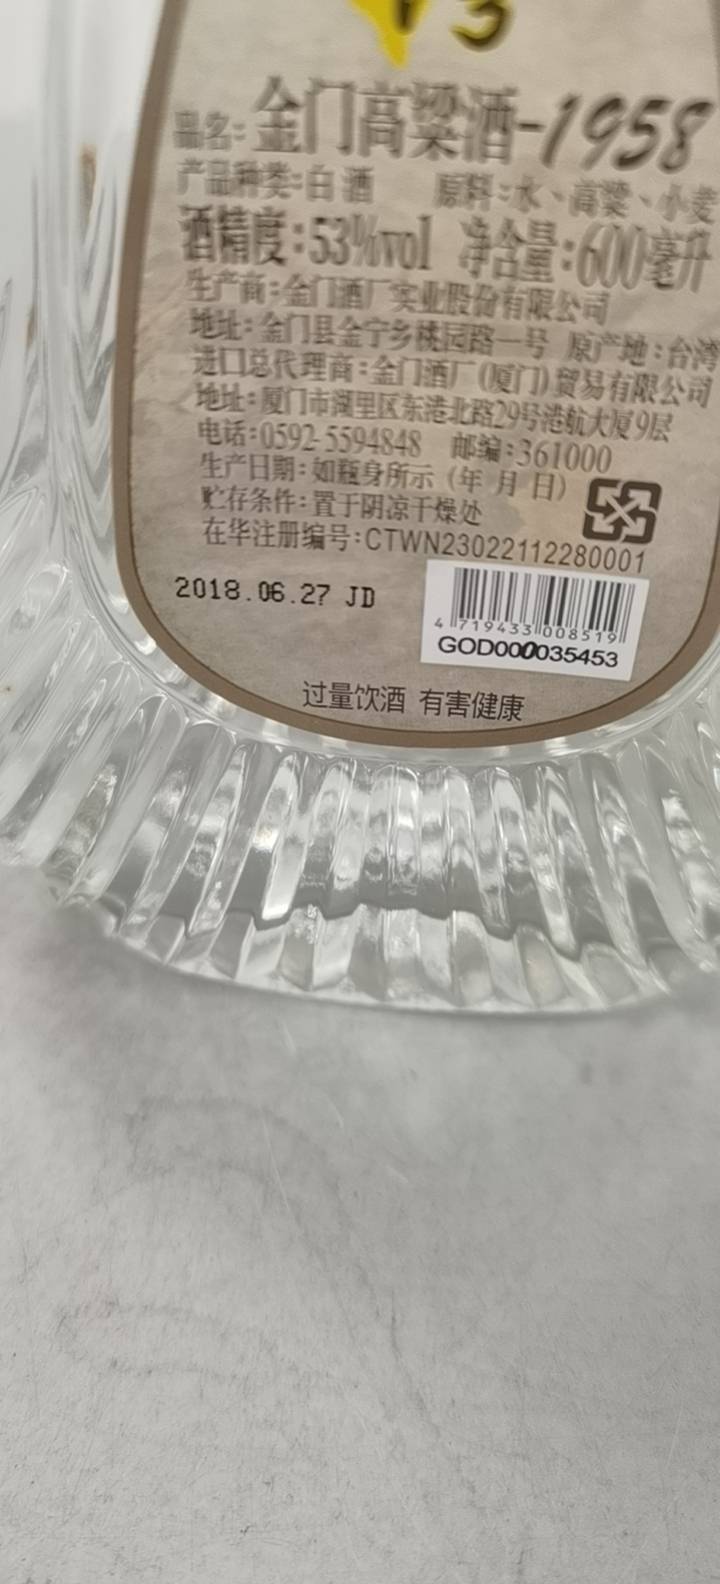 53
品名:金门高粱酒-1958
产品种类:白酒 原料:水、高粱、小麦
酒精度:53%vol 净含量:600毫升
生产商:金门酒厂实业股份有限公司
地址:金门县金宁乡桃园路一号 原产地:台湾
进口总代理商:金门酒厂(厦门)贸易有限公司
地址:厦门市湖里区东港北路29号港航大厦9层
电话:0592-5594848 邮编:361000
生产日期:如瓶身所示(年 月 日)
贮存条件:置于阴凉干燥处
在华注册编号:CTWN23022112280001
2018.06.27 JD
4 719433 008519
GOD000035453
过量饮酒 有害健康